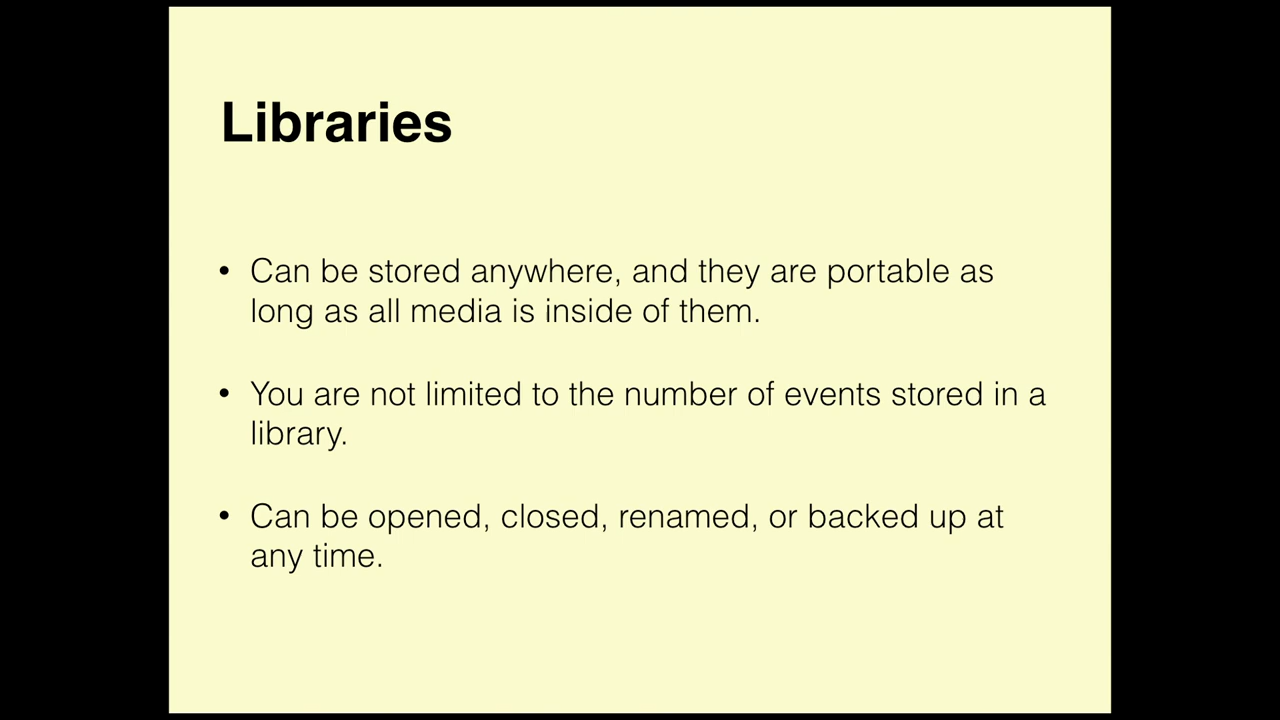 Libraries
• Can be stored anywhere, and they are portable as
long as all media is inside of them.
• You are not limited to the number of events stored in a
library.
• Can be opened, closed, renamed, or backed up at
any time.